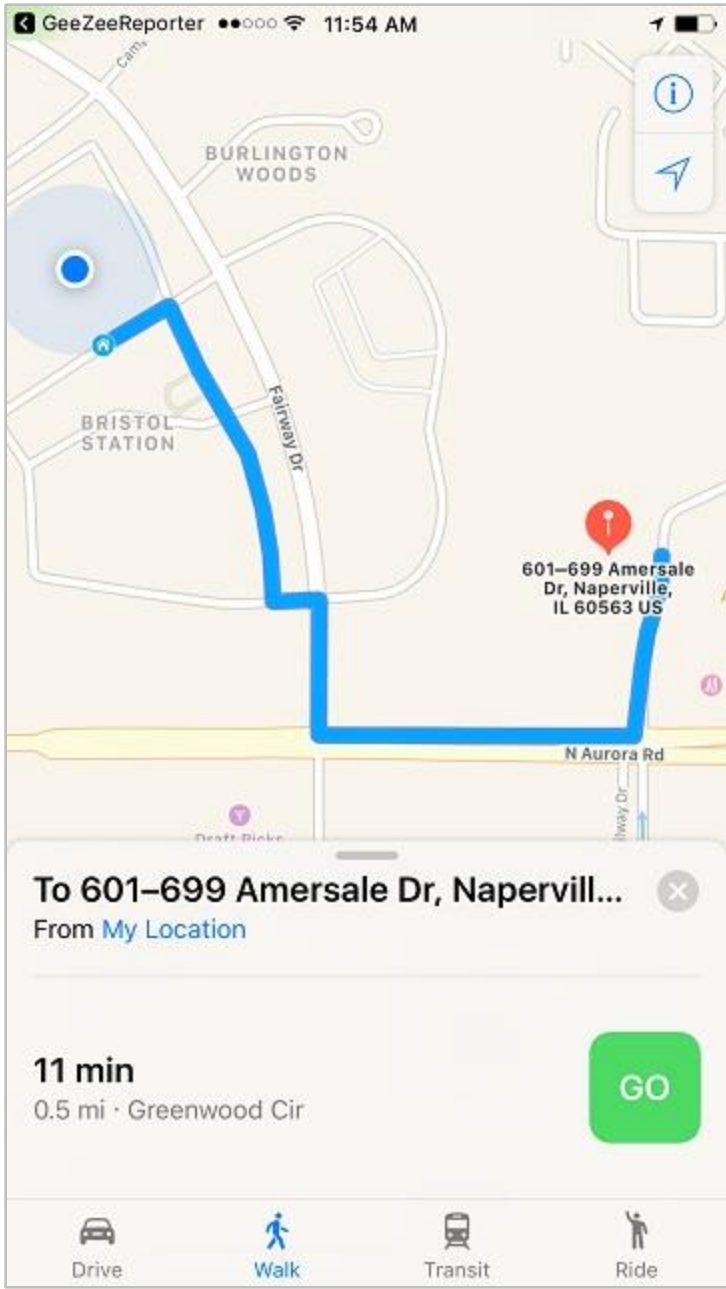 GeeZeeReporter 11:54 AM
BURLINGTON
WOODS
BRISTOL
STATION
Fairway Dr
601–699 Amersale
Dr, Naperville,
IL 60563 US
N Aurora Rd
Draft Picks
To 601–699 Amersale Dr, Napervill...
From My Location
11 min
0.5 mi · Greenwood Cir
GO
Drive
Walk
Transit
Ride